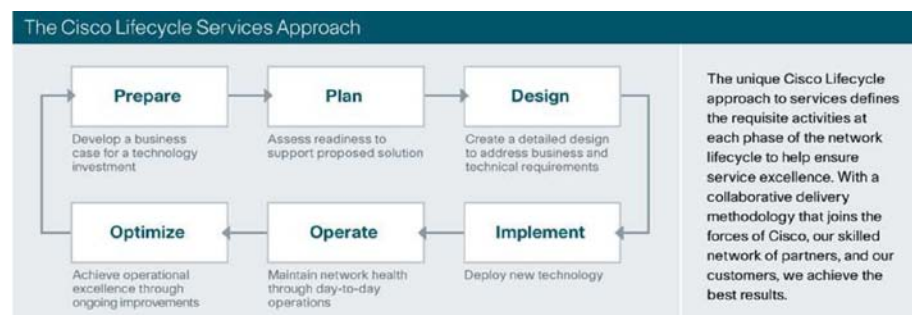 The Cisco Lifecycle Services Approach
Prepare
Develop a business
case for a technology
investment
Plan
Assess readiness to
support proposed solution
Design
Create a detailed design
to address business and
technical requirements
Optimize
Achieve operational
excellence through
ongoing improvements
Operate
Maintain network health
through day-to-day
operations
Implement
Deploy new technology
The unique Cisco Lifecycle
approach to services defines
the requisite activities at
each phase of the network
lifecycle to help ensure
service excellence. With a
collaborative delivery
methodology that joins the
forces of Cisco, our skilled
network of partners, and our
customers, we achieve the
best results.